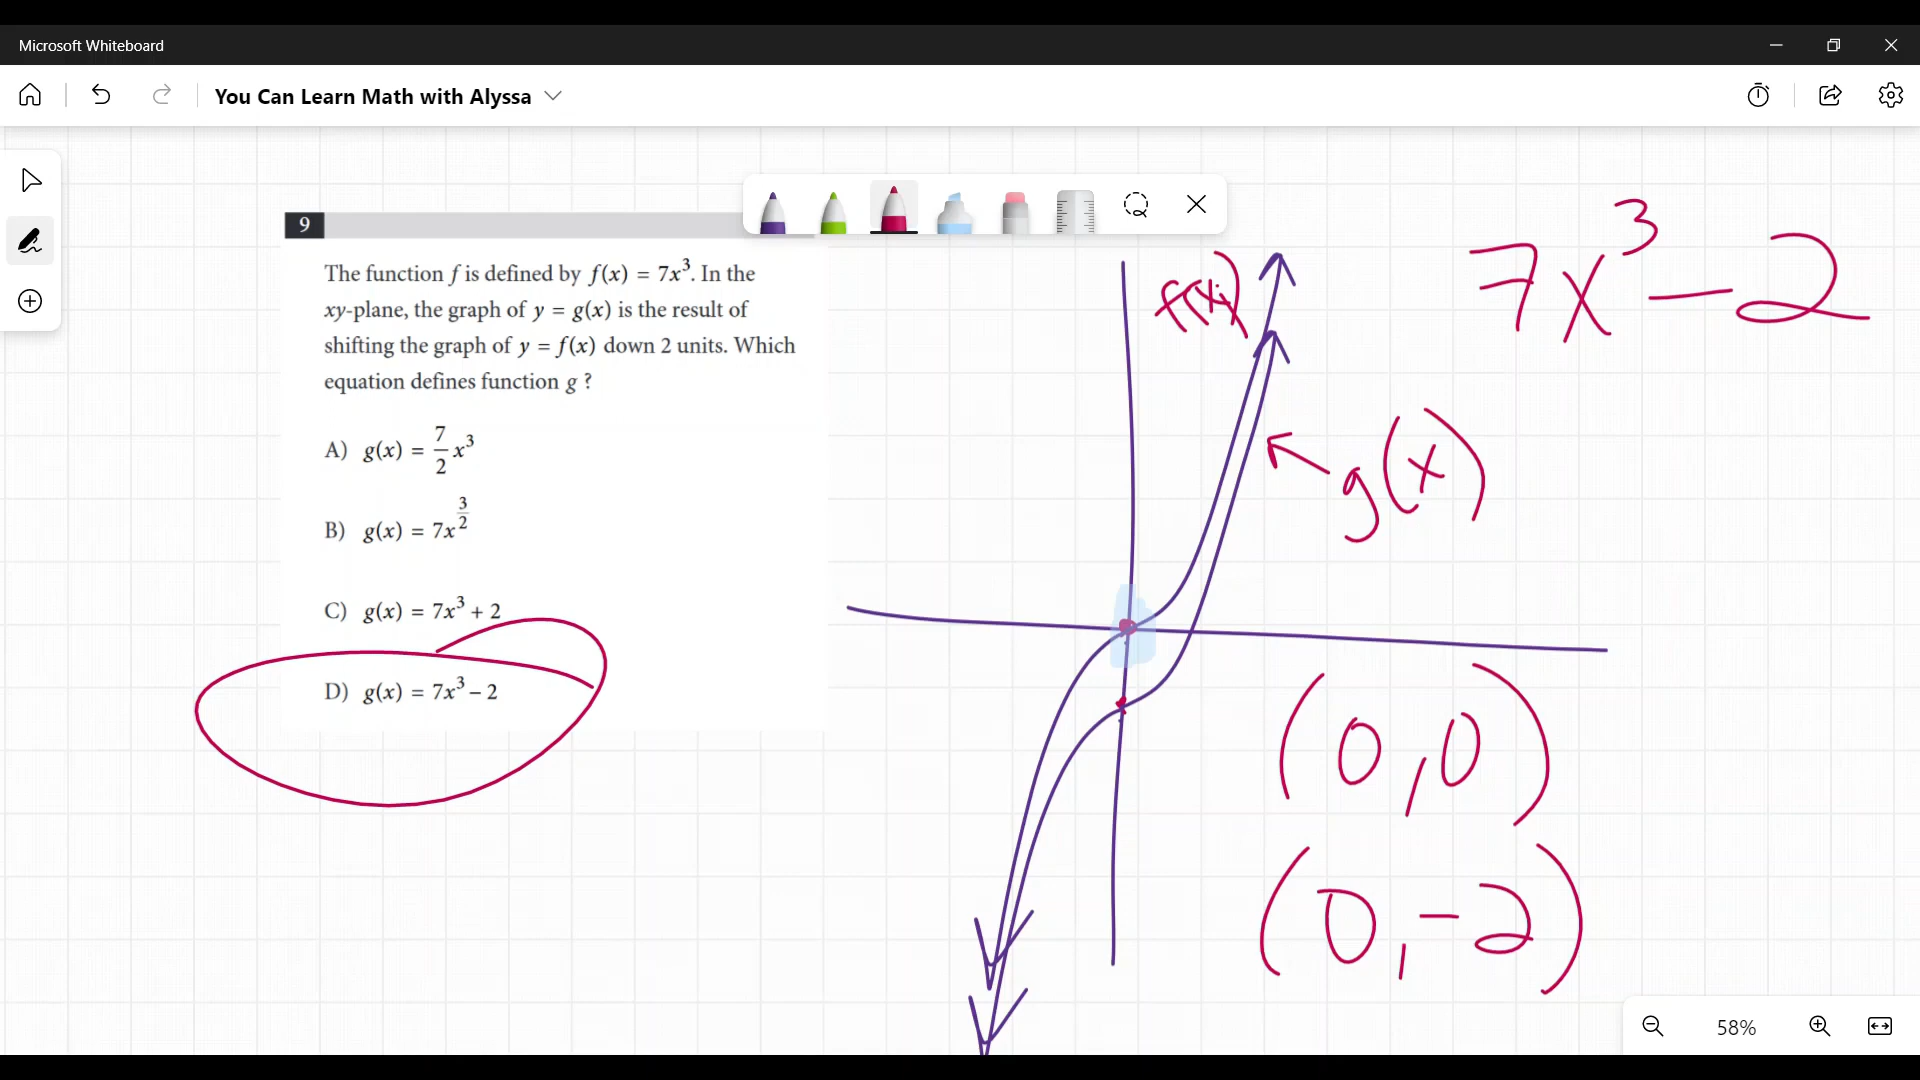 Microsoft Whiteboard
You Can Learn Math with Alyssa
9
The function f is defined by f(x) = 7x³. In the
xy-plane, the graph of y = g(x) is the result of
shifting the graph of y = f(x) down 2 units. Which
equation defines function g ?
A) g(x) = 7/2 x³
B) g(x) = 7x^(3/2)
C) g(x) = 7x³ + 2
D) g(x) = 7x³ – 2
f(x)
7x³ – 2
g(x)
(0,0)
(0,-2)
58%